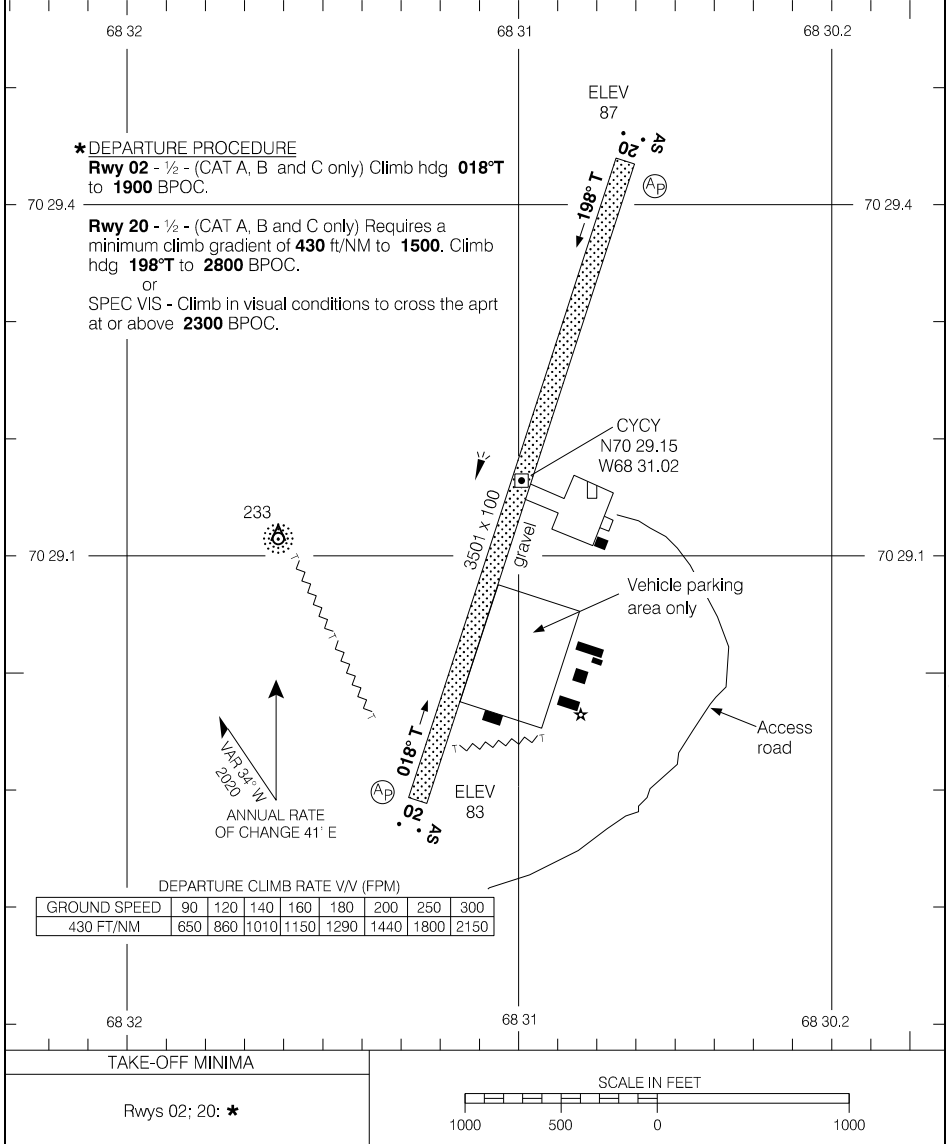 68 32
68 31
68 30.2
ELEV
87
20
AS
AP
198° T
70 29.4
70 29.4
* DEPARTURE PROCEDURE
Rwy 02 - ½ - (CAT A, B and C only) Climb hdg 018°T
to 1900 BPOC.
Rwy 20 - ½ - (CAT A, B and C only) Requires a
minimum climb gradient of 430 ft/NM to 1500. Climb
hdg 198°T to 2800 BPOC.
or
SPEC VIS - Climb in visual conditions to cross the aprt
at or above 2300 BPOC.
CYCY
N70 29.15
W68 31.02
3501 x 100
gravel
233
70 29.1
70 29.1
Vehicle parking
area only
T
T
T
T
T
Access
road
018° T
AP
02
AS
ELEV
83
VAR 34° W
2020
ANNUAL RATE
OF CHANGE 41' E
DEPARTURE CLIMB RATE V/V (FPM)
GROUND SPEED 90 120 140 160 180 200 250 300
430 FT/NM 650 860 1010 1150 1290 1440 1800 2150
68 32
68 31
68 30.2
TAKE-OFF MINIMA
Rwys 02; 20: *
SCALE IN FEET
1000 500 0 1000